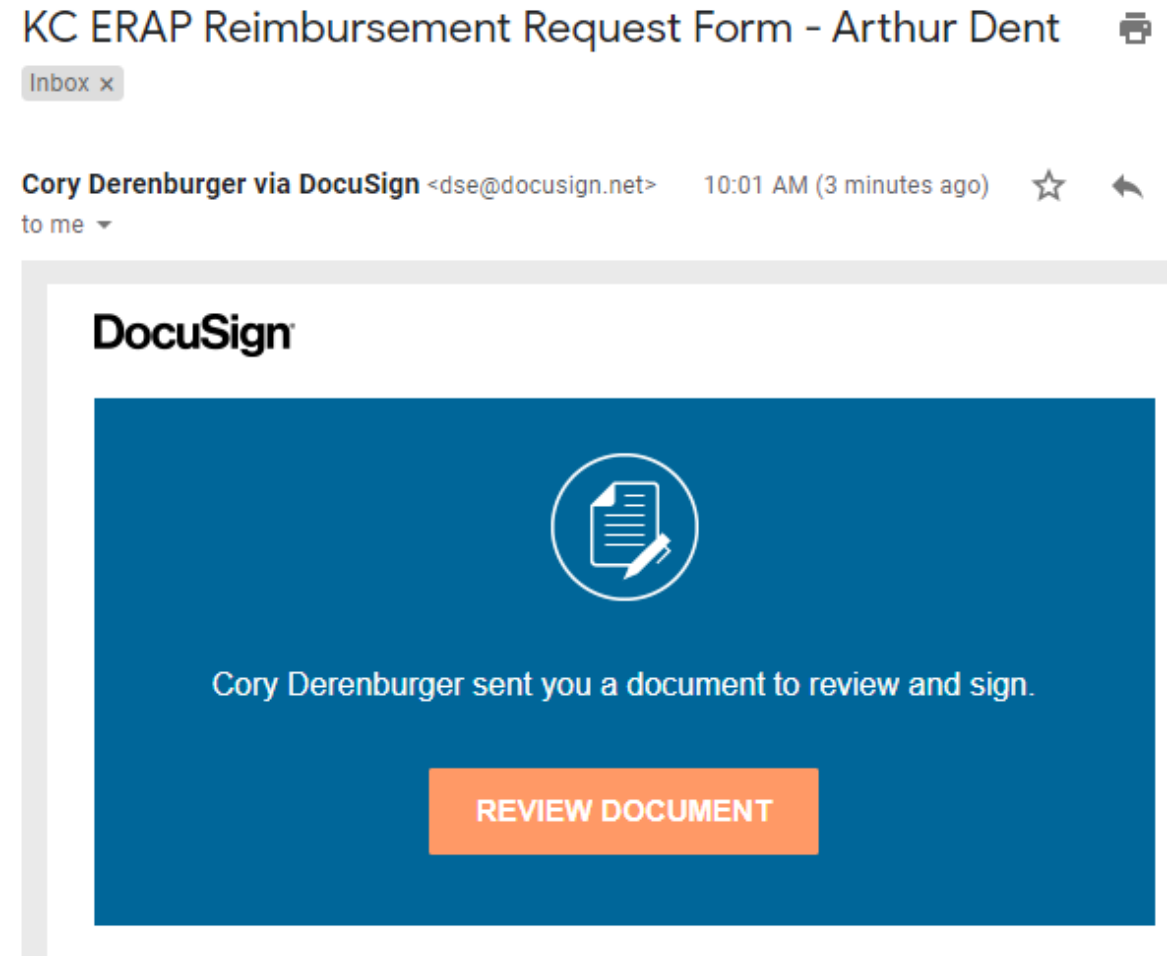 KC ERAP Reimbursement Request Form - Arthur Dent
Inbox x
Cory Derenburger via DocuSign <dse@docusign.net> 10:01 AM (3 minutes ago)
to me
DocuSign
Cory Derenburger sent you a document to review and sign.
REVIEW DOCUMENT